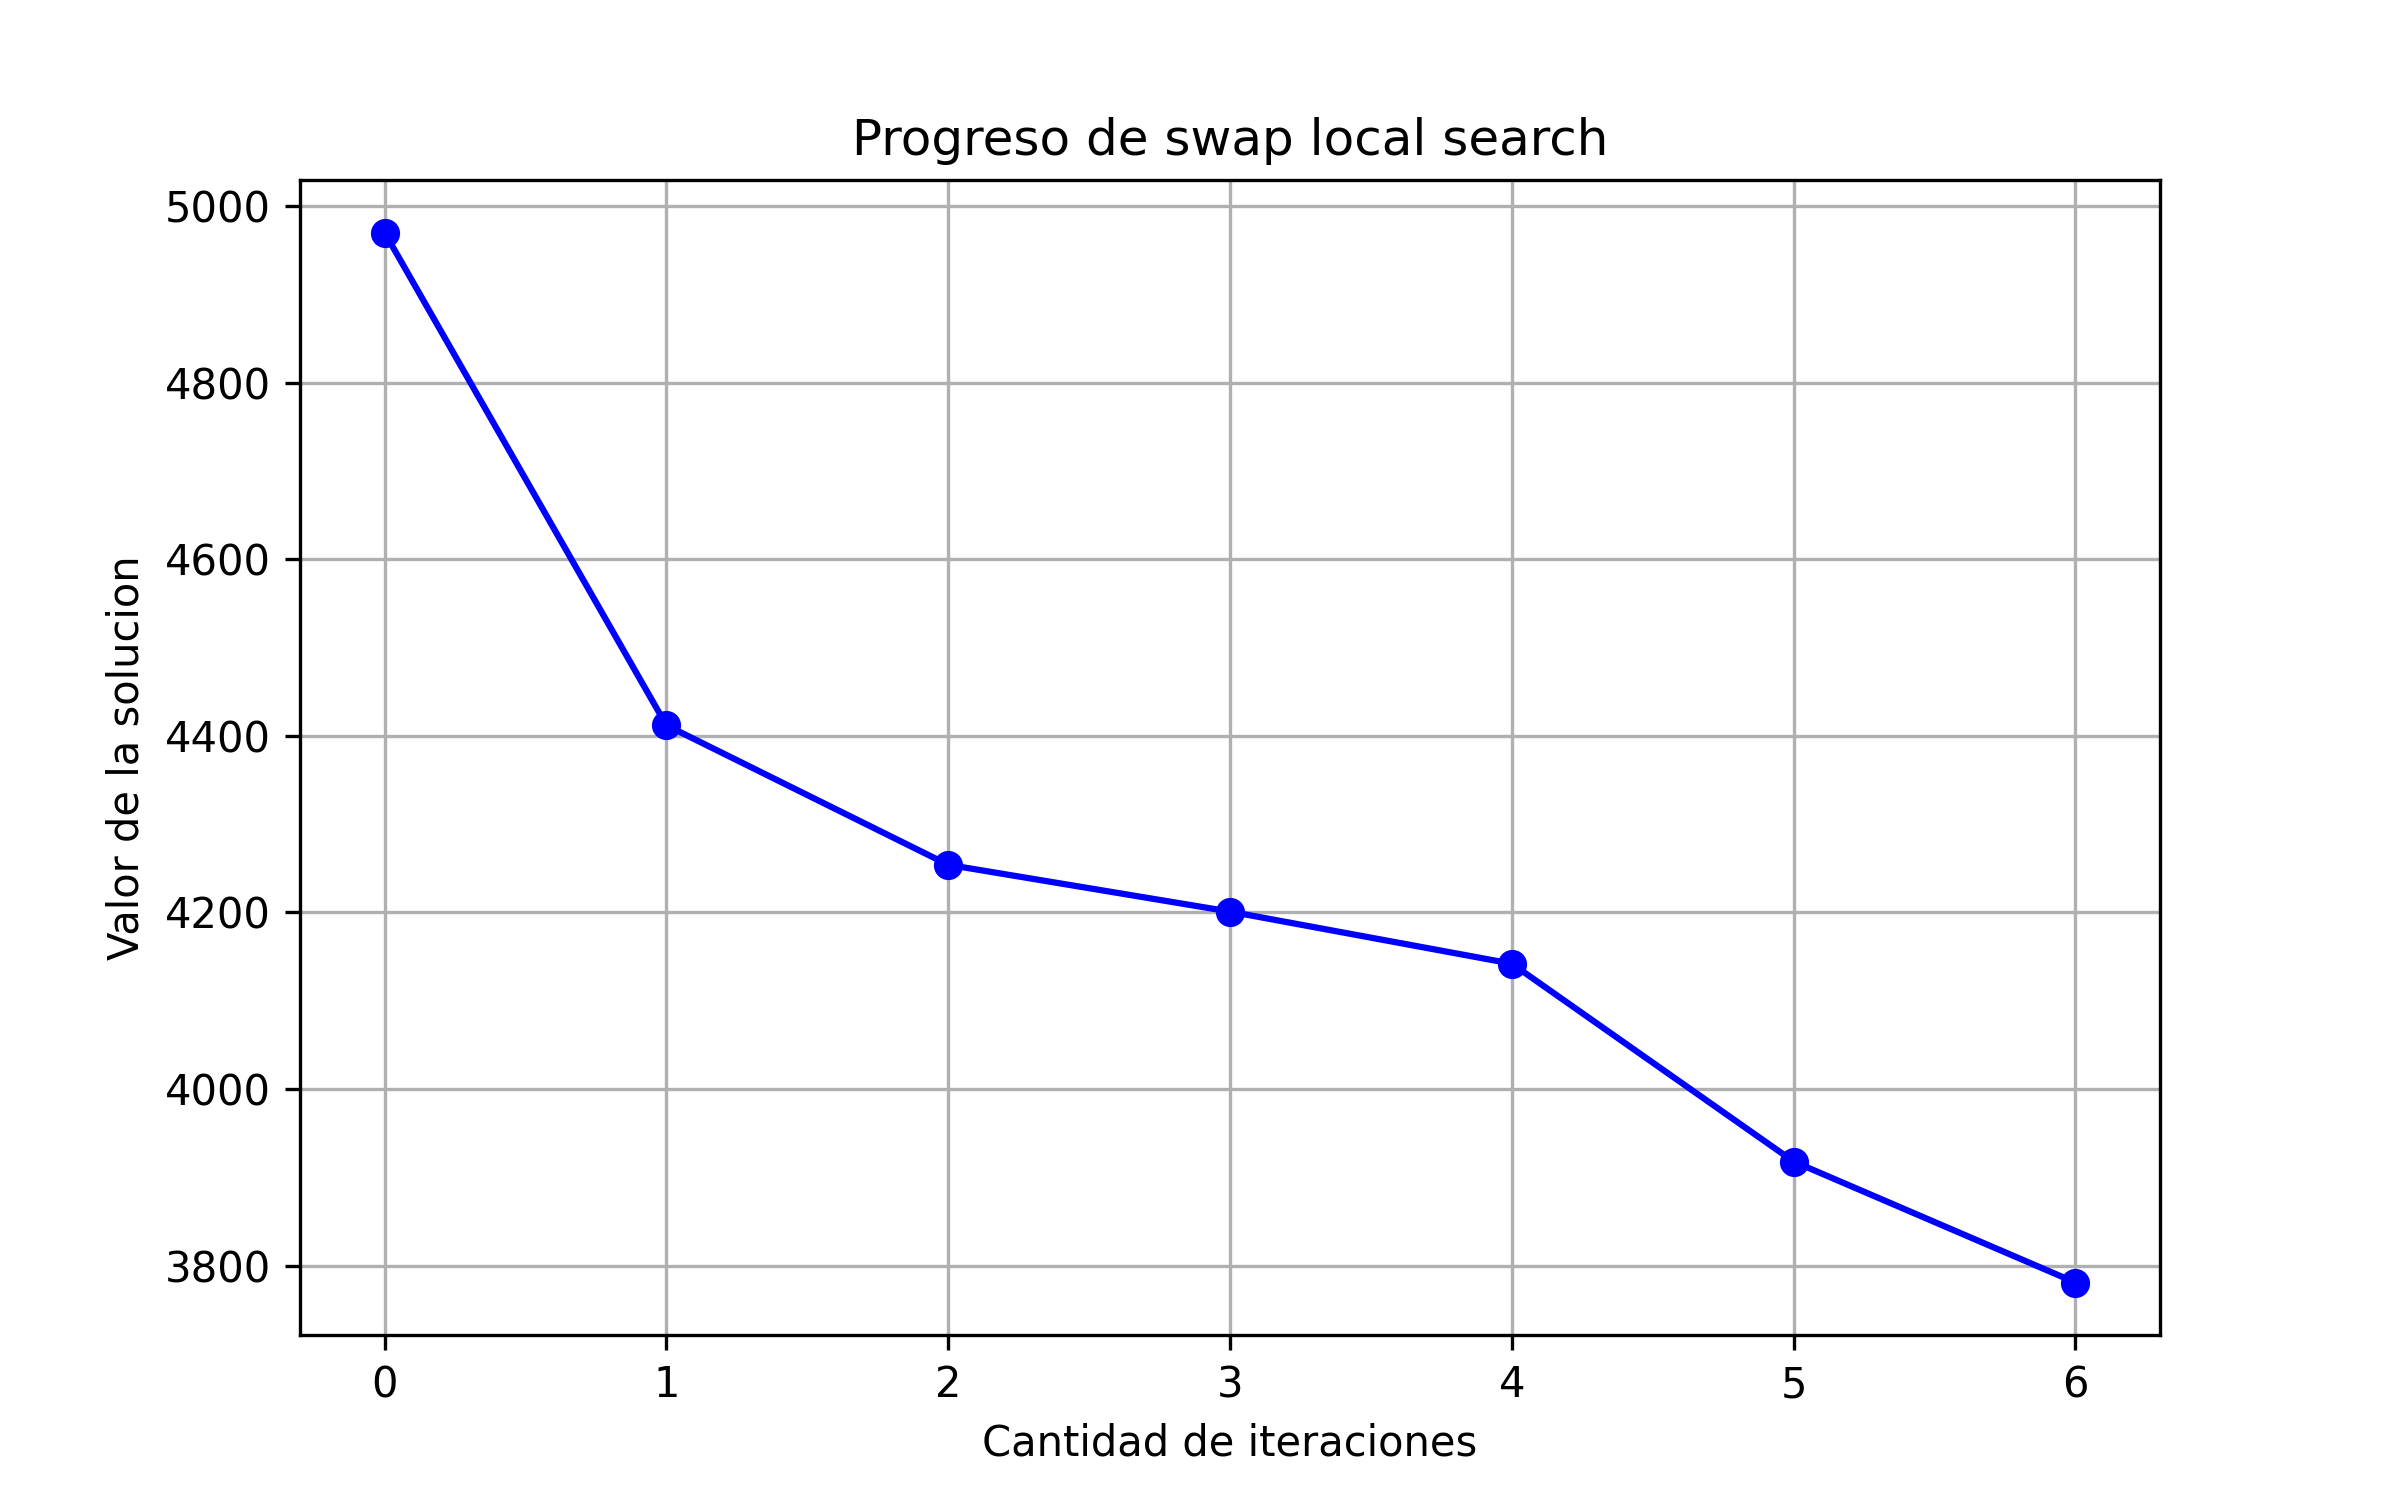 Progreso de swap local search
Valor de la solucion
5000
4800
4600
4400
4200
4000
3800
0 1 2 3 4 5 6
Cantidad de iteraciones